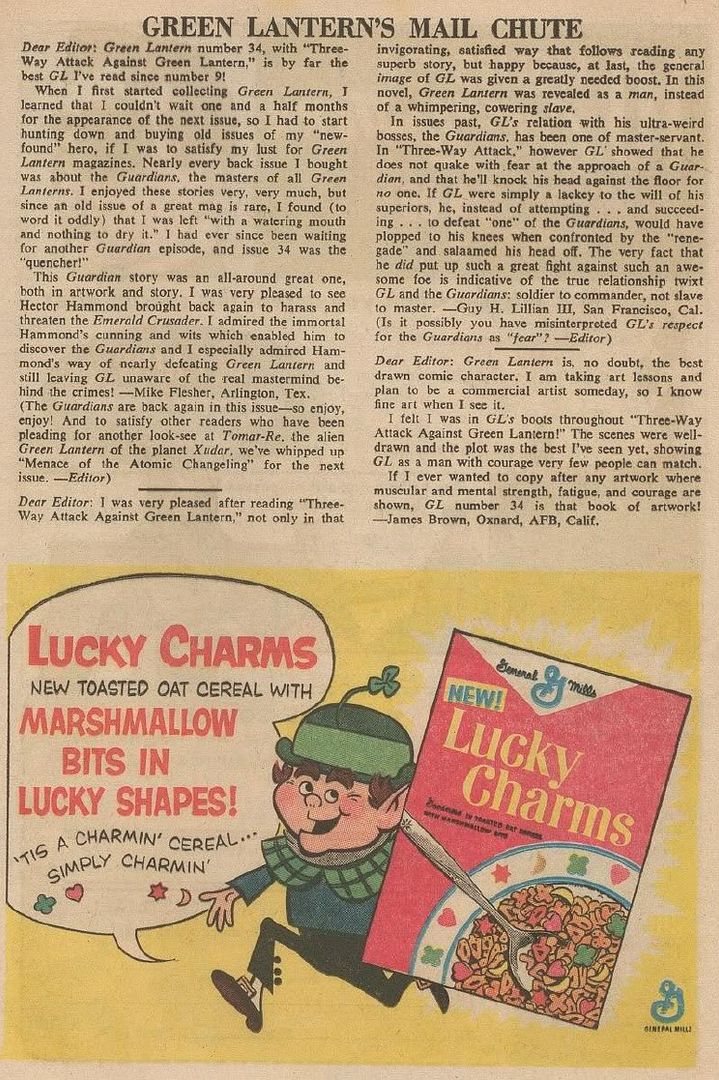 GREEN LANTERN'S MAIL CHUTE
Dear Editor: Green Lantern number 34, with "Three-
Way Attack Against Green Lantern," is by far the
best GL I've read since number 9!
When I first started collecting Green Lantern, I
learned that I couldn't wait one and a half months
for the appearance of the next issue, so I had to start
hunting down and buying old issues of my "new-
found" hero, if I was to satisfy my lust for Green
Lantern magazines. Nearly every back issue I bought
was about the Guardians, the masters of all Green
Lanterns. I enjoyed these stories very, very much, but
since an old issue of a great mag is rare, I found (to
word it oddly) that I was left "with a watering mouth
and nothing to dry it." I had ever since been waiting
for another Guardian episode, and issue 34 was the
"quencher!"
This Guardian story was an all-around great one,
both in artwork and story. I was very pleased to see
Hector Hammond brought back again to harass and
threaten the Emerald Crusader. I admired the immortal
Hammond's cunning and wits which enabled him to
discover the Guardians and I especially admired Ham-
mond's way of nearly defeating Green Lantern and
still leaving GL unaware of the real mastermind be-
hind the crimes! —Mike Flesher, Arlington, Tex.
(The Guardians are back again in this issue—so enjoy,
enjoy! And to satisfy other readers who have been
pleading for another look-see at Tomar-Re, the alien
Green Lantern of the planet Xudar, we've whipped up
"Menace of the Atomic Changeling" for the next
issue. —Editor)
Dear Editor: I was very pleased after reading "Three-
Way Attack Against Green Lantern," not only in that
invigorating, satisfied way that follows reading any
superb story, but happy because, at last, the general
image of GL was given a greatly needed boost. In this
novel, Green Lantern was revealed as a man, instead
of a whimpering, cowering slave.
In issues past, GL's relation with his ultra-weird
bosses, the Guardians, has been one of master-servant.
In "Three-Way Attack," however GL showed that he
does not quake with fear at the approach of a Guar-
dian, and that he'll knock his head against the floor for
no one. If GL were simply a lackey to the will of his
superiors, he, instead of attempting . . . and succeed-
ing . . . to defeat "one" of the Guardians, would have
plopped to his knees when confronted by the "rene-
gade" and salaamed his head off. The very fact that
he did put up such a great fight against such an awe-
some foe is indicative of the true relationship twixt
GL and the Guardians: soldier to commander, not slave
to master. —Guy H. Lillian III, San Francisco, Cal.
(Is it possibly you have misinterpreted GL's respect
for the Guardians as "fear"? —Editor)
Dear Editor: Green Lantern is, no doubt, the best
drawn comic character. I am taking art lessons and
plan to be a commercial artist someday, so I know
fine art when I see it.
I felt I was in GL's boots throughout "Three-Way
Attack Against Green Lantern!" The scenes were well-
drawn and the plot was the best I've seen yet, showing
GL as a man with courage very few people can match.
If I ever wanted to copy after any artwork where
muscular and mental strength, fatigue, and courage are
shown, GL number 34 is that book of artwork!
—James Brown, Oxnard, AFB, Calif.
LUCKY CHARMS
NEW TOASTED OAT CEREAL WITH
MARSHMALLOW
BITS IN
LUCKY SHAPES!
'TIS A CHARMIN' CEREAL...
SIMPLY CHARMIN'
General G Mills
NEW!
Lucky
Charms
WITH MARSHMALLOW BITS
G
GENERAL MILLS